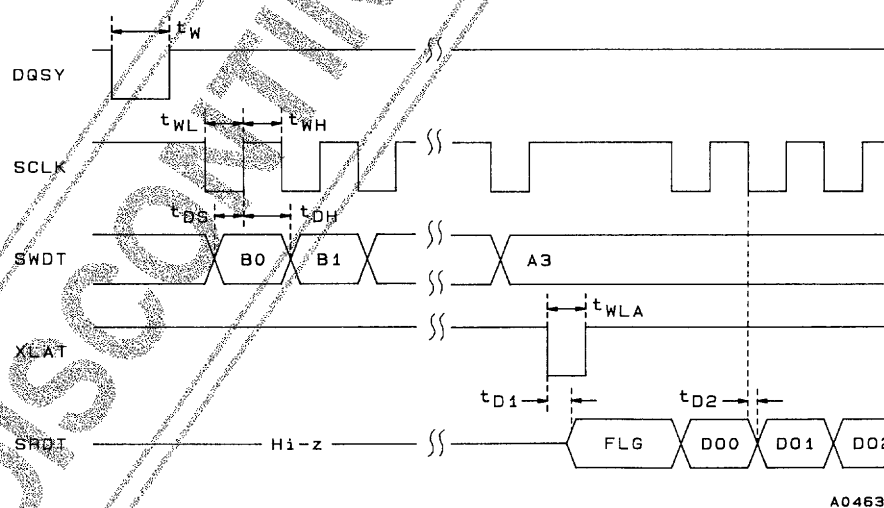 tW
DQSY
tWL
tWH
SCLK
tDS
tDH
SWDT
B0
B1
A3
tWLA
XLAT
tD1
tD2
SRDT
Hi-z
FLG
D00
D01
D02
A0463